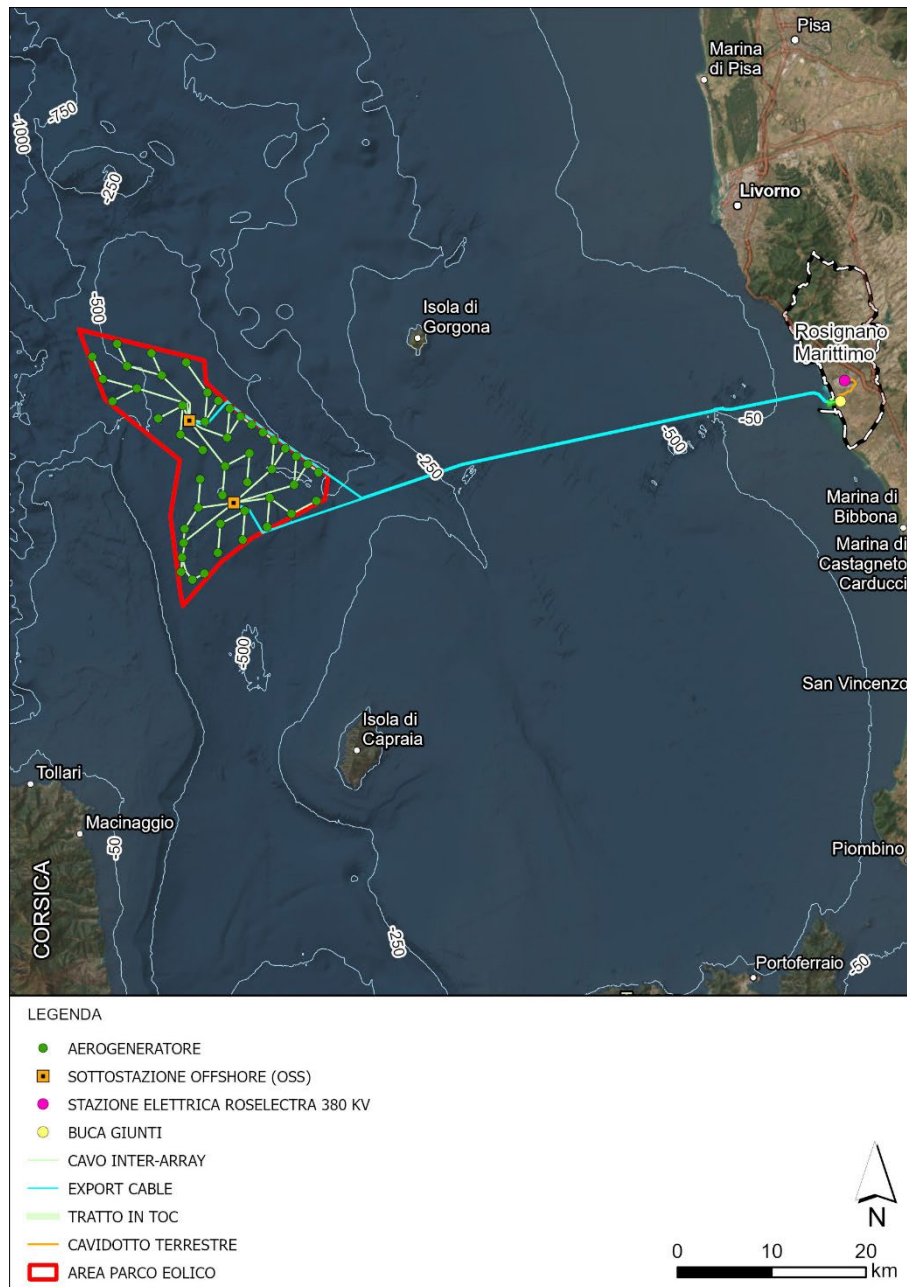 Pisa
Marina
di Pisa
-750
-1000
-250
Livorno
-500
Isola di
Gorgona
Rosignano
Marittimo
-50
-500
-250
Marina di
Bibbona
Marina di
Castagneto
Carducci
-500
San Vincenzo
Isola di
Capraia
Tollari
Macinaggio
-50
Piombino
CORSICA
-250
Portoferraio
-50
LEGENDA
AEROGENERATORE
SOTTOSTAZIONE OFFSHORE (OSS)
STAZIONE ELETTRICA ROSELECTRA 380 KV
BUCA GIUNTI
CAVO INTER-ARRAY
EXPORT CABLE
TRATTO IN TOC
CAVIDOTTO TERRESTRE
AREA PARCO EOLICO
N
0 10 20
km